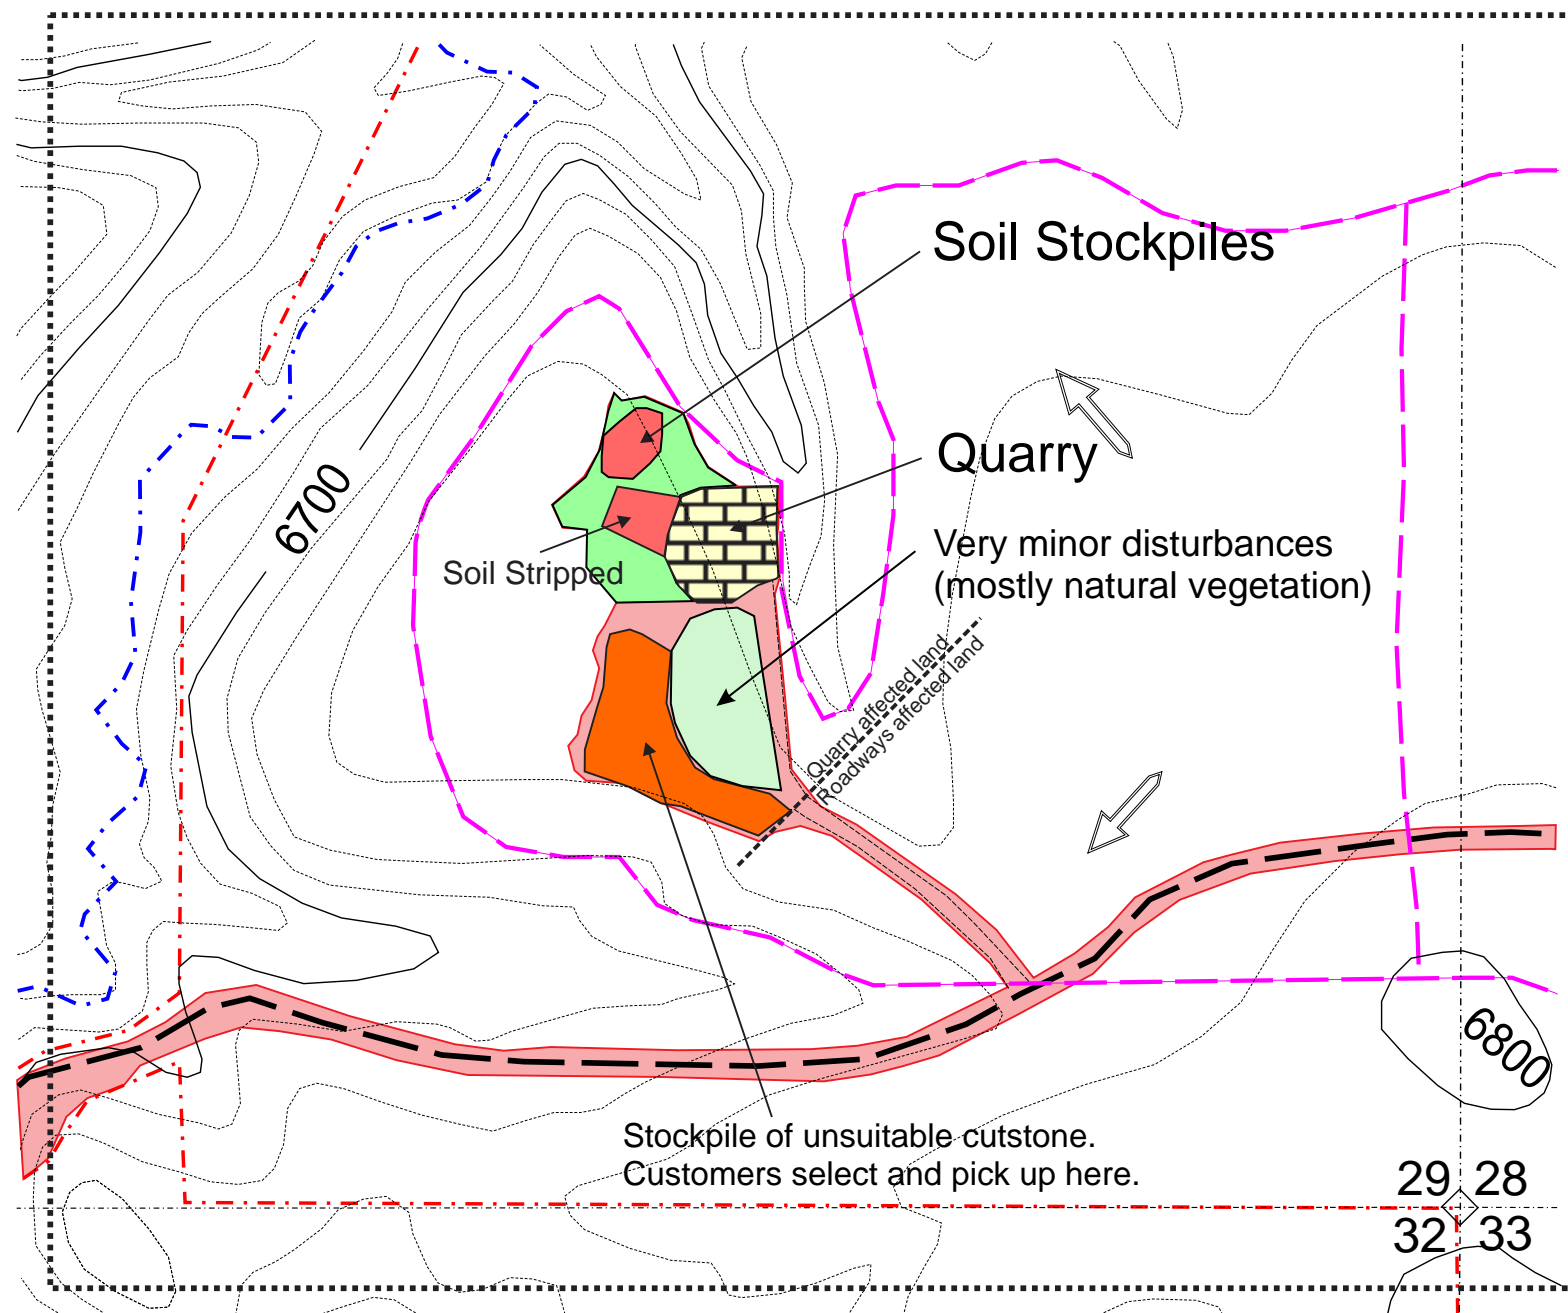 Soil Stockpiles
Quarry
6700
Very minor disturbances
(mostly natural vegetation)
Soil Stripped
Quarry affected land
Roadways affected land
6800
Stockpile of unsuitable cutstone.
Customers select and pick up here.
29 28
32 33